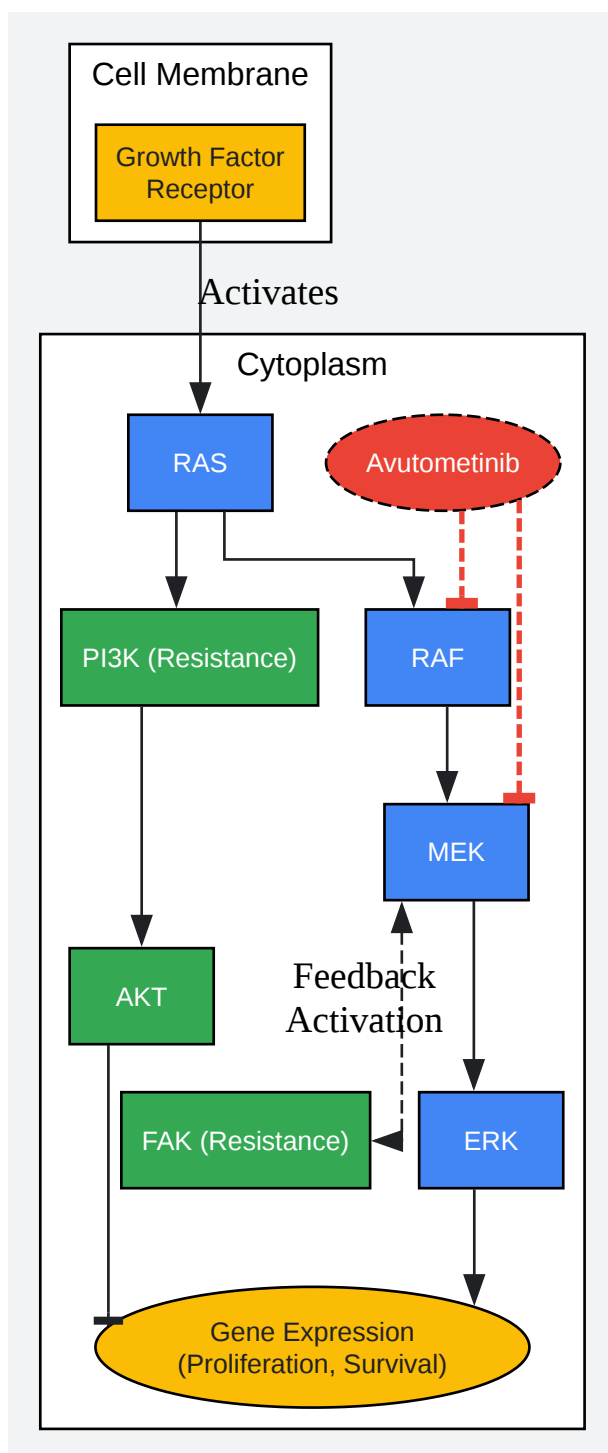 Cell Membrane
Growth Factor
Receptor
Activates
Cytoplasm
RAS
Avutometinib
PI3K (Resistance)
RAF
MEK
AKT
Feedback
Activation
FAK (Resistance)
ERK
Gene Expression
(Proliferation, Survival)